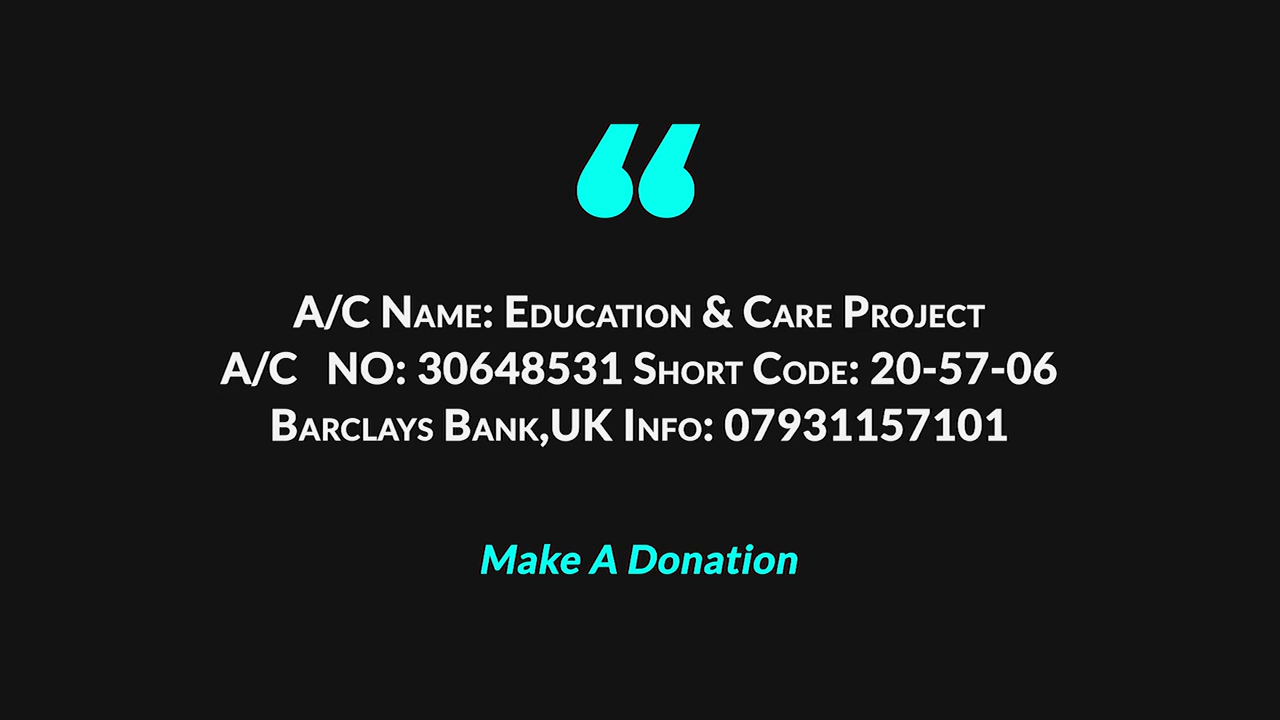 “
A/C Name: Education & Care Project
A/C   NO: 30648531 Short Code: 20-57-06
Barclays Bank,UK Info: 07931157101
Make A Donation